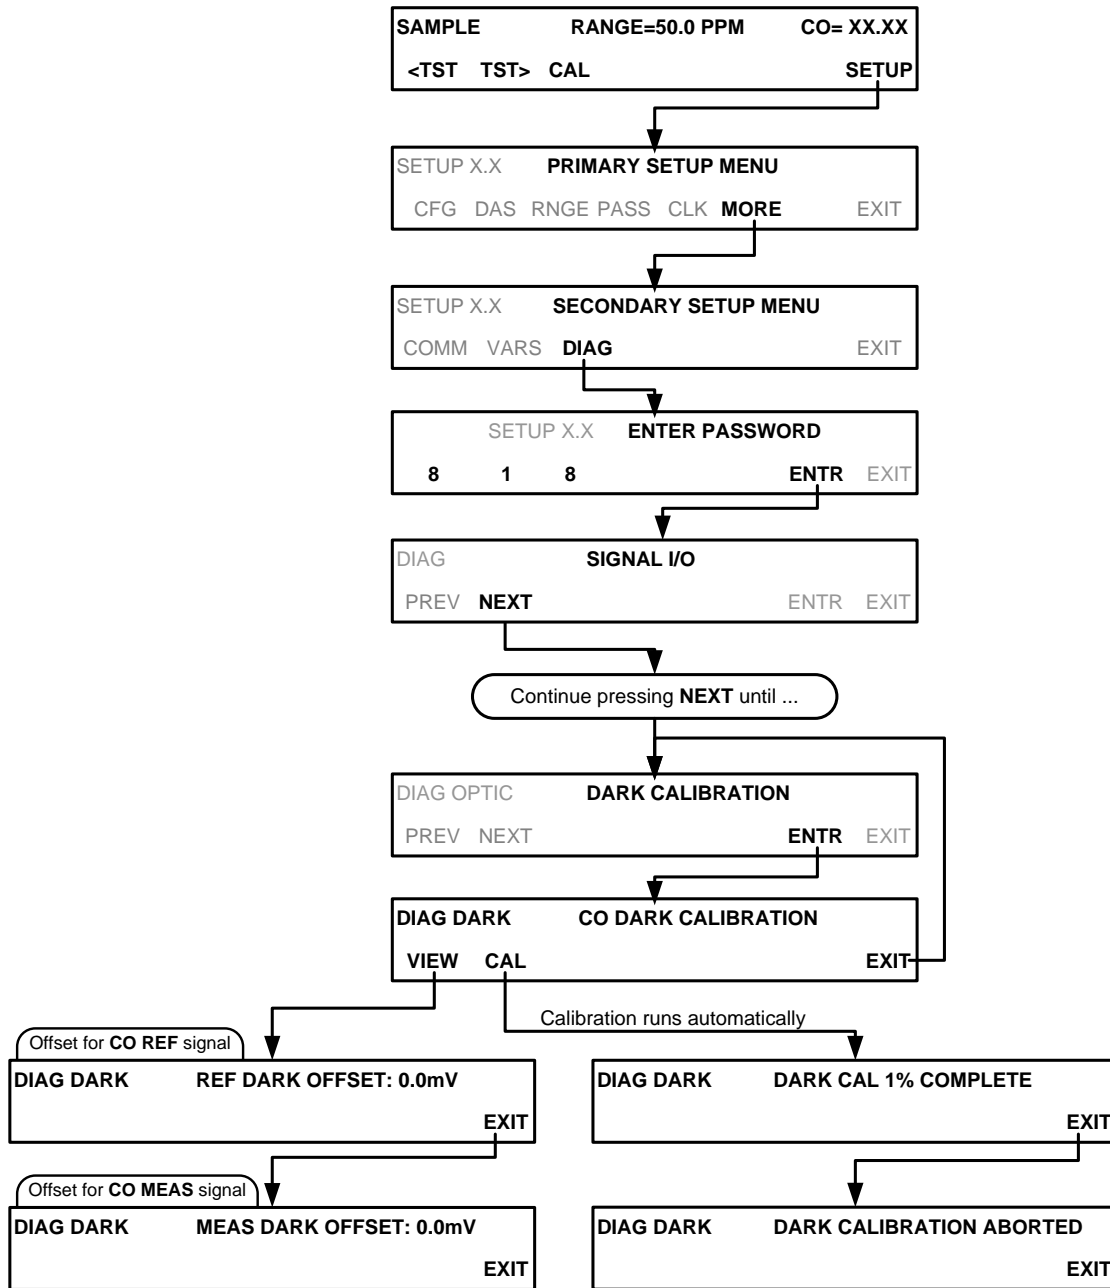 SAMPLE RANGE=50.0 PPM CO= XX.XX
<TST TST> CAL SETUP
SETUP X.X PRIMARY SETUP MENU
CFG DAS RNGE PASS CLK MORE EXIT
SETUP X.X SECONDARY SETUP MENU
COMM VARS DIAG EXIT
SETUP X.X ENTER PASSWORD
8 1 8 ENTR EXIT
DIAG SIGNAL I/O
PREV NEXT ENTR EXIT
Continue pressing NEXT until ...
DIAG OPTIC DARK CALIBRATION
PREV NEXT ENTR EXIT
DIAG DARK CO DARK CALIBRATION
VIEW CAL EXIT
Calibration runs automatically
Offset for CO REF signal
DIAG DARK REF DARK OFFSET: 0.0mV
EXIT
DIAG DARK DARK CAL 1% COMPLETE
EXIT
Offset for CO MEAS signal
DIAG DARK MEAS DARK OFFSET: 0.0mV
EXIT
DIAG DARK DARK CALIBRATION ABORTED
EXIT